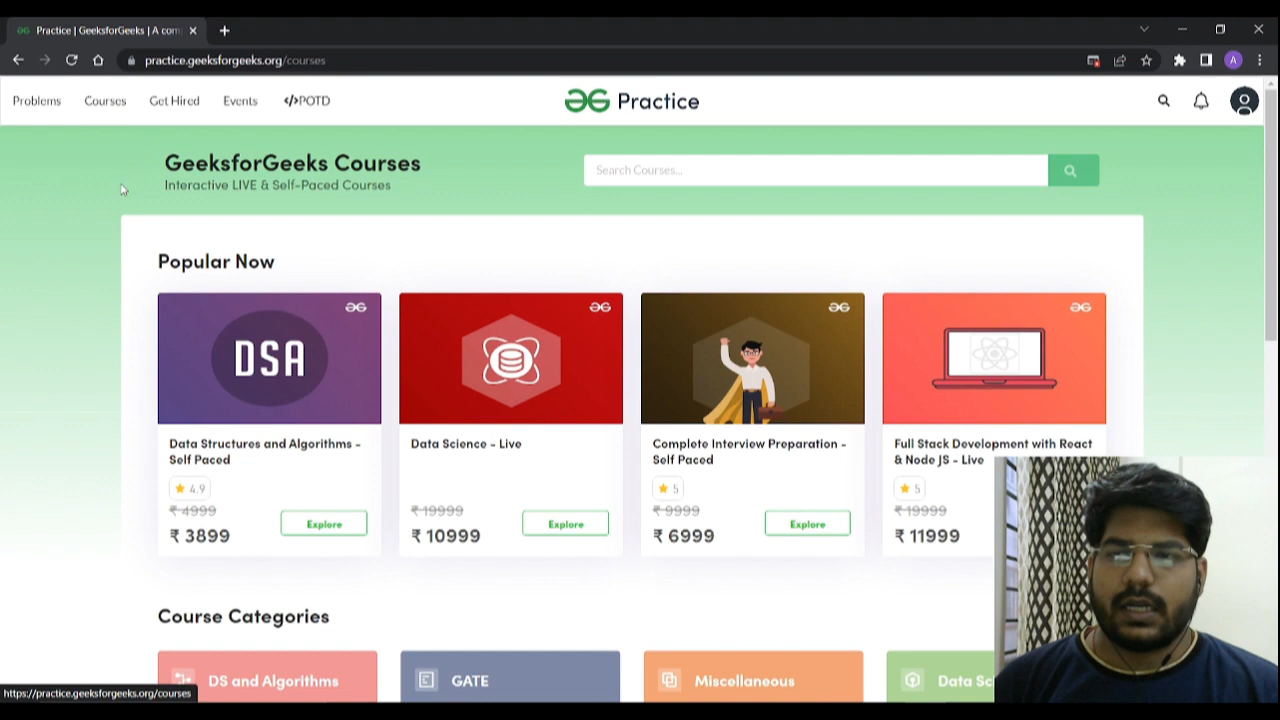 Practice | GeeksforGeeks | A com
practice.geeksforgeeks.org/courses
A
Problems
Courses
Get Hired
Events
</>POTD
Practice
GeeksforGeeks Courses
Interactive LIVE & Self-Paced Courses
Search Courses...
Popular Now
DSA
Data Structures and Algorithms -
Self Paced
4.9
₹ 4999
₹ 3899
Explore
Data Science - Live
₹ 19999
₹ 10999
Explore
Complete Interview Preparation -
Self Paced
5
₹ 9999
₹ 6999
Explore
Full Stack Development with React
& Node JS - Live
5
₹ 19999
₹ 11999
Course Categories
DS and Algorithms
GATE
Miscellaneous
Data Sc
https://practice.geeksforgeeks.org/courses